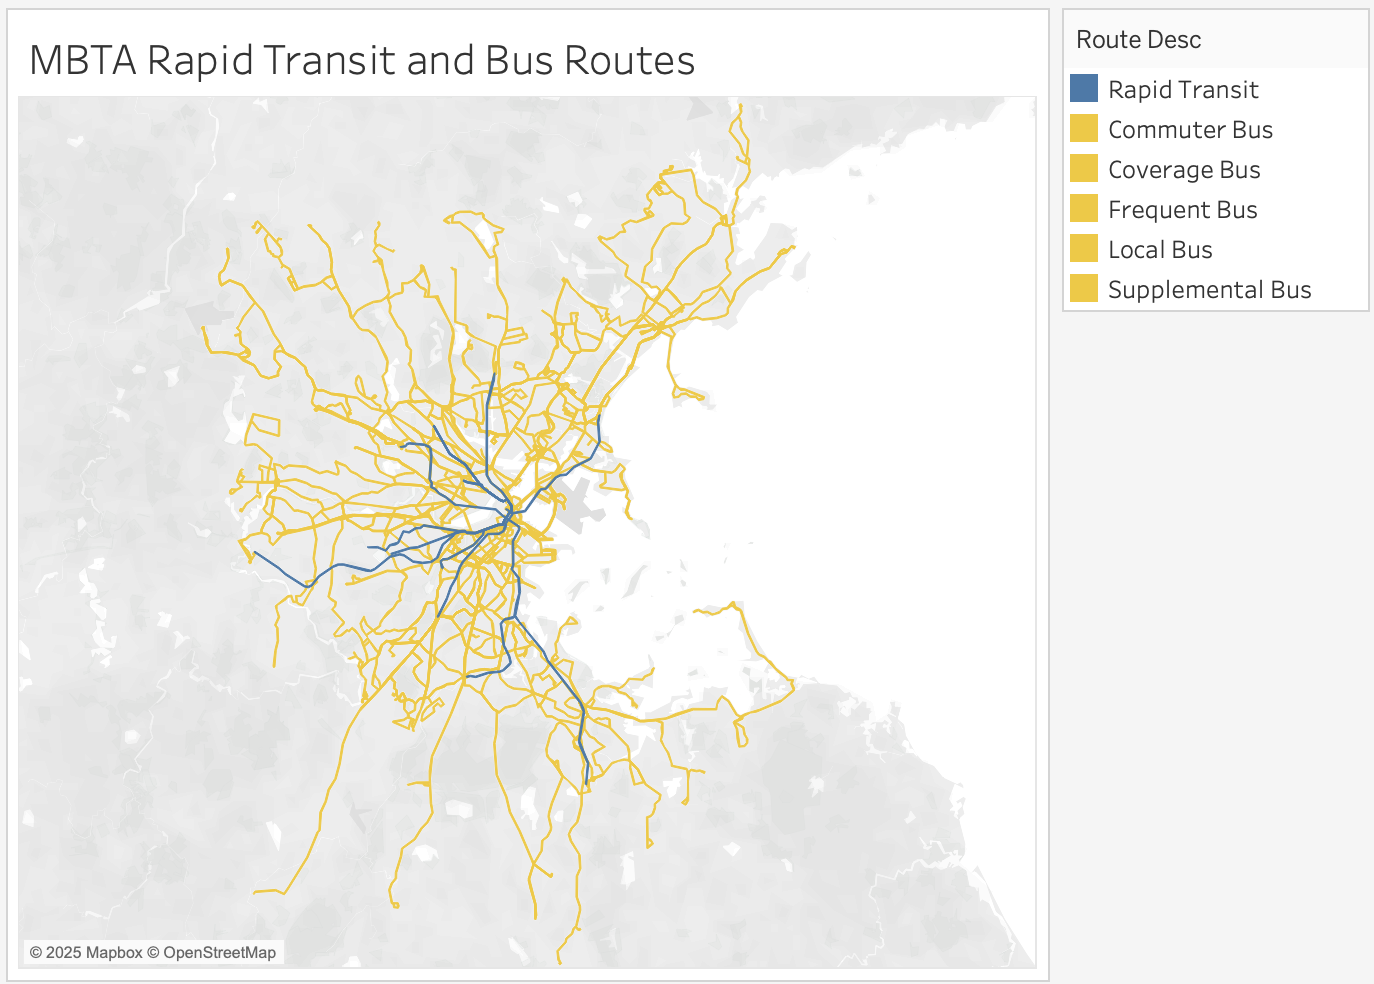 MBTA Rapid Transit and Bus Routes
Route Desc
Rapid Transit
Commuter Bus
Coverage Bus
Frequent Bus
Local Bus
Supplemental Bus
© 2025 Mapbox © OpenStreetMap